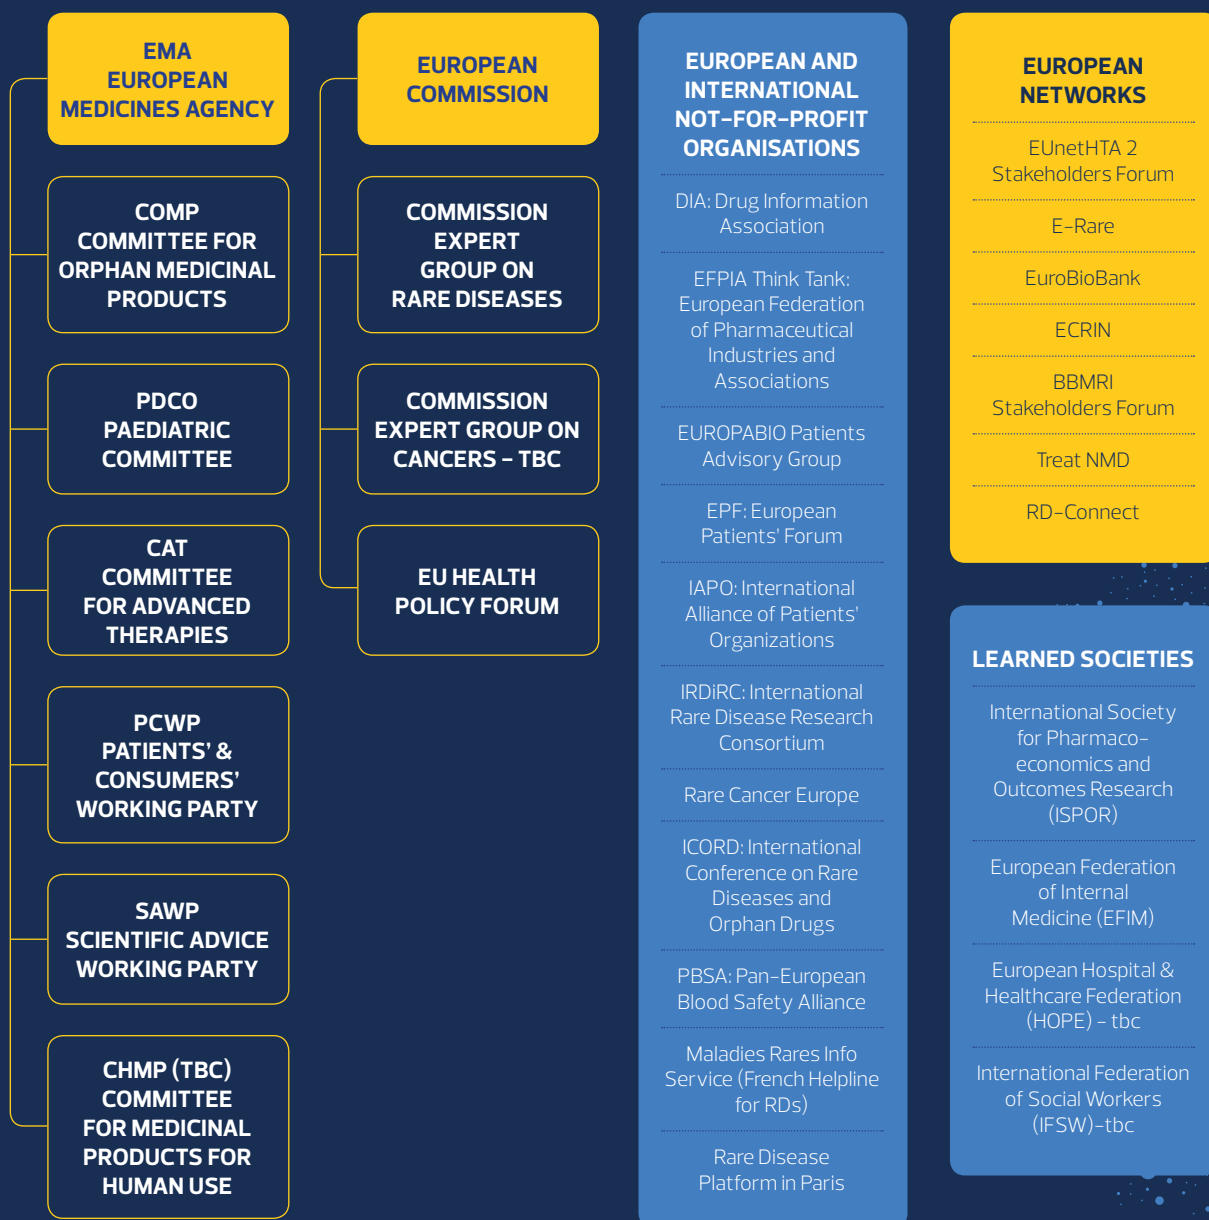 EMA
EUROPEAN
MEDICINES AGENCY
COMP
COMMITTEE FOR
ORPHAN MEDICINAL
PRODUCTS
PDCO
PAEDIATRIC
COMMITTEE
CAT
COMMITTEE
FOR ADVANCED
THERAPIES
PCWP
PATIENTS’ &
CONSUMERS’
WORKING PARTY
SAWP
SCIENTIFIC ADVICE
WORKING PARTY
CHMP (TBC)
COMMITTEE
FOR MEDICINAL
PRODUCTS FOR
HUMAN USE
EUROPEAN
COMMISSION
COMMISSION
EXPERT
GROUP ON
RARE DISEASES
COMMISSION
EXPERT GROUP ON
CANCERS – TBC
EU HEALTH
POLICY FORUM
EUROPEAN AND
INTERNATIONAL
NOT-FOR-PROFIT
ORGANISATIONS
DIA: Drug Information
Association
EFPIA Think Tank:
European Federation
of Pharmaceutical
Industries and
Associations
EUROPABIO Patients
Advisory Group
EPF: European
Patients’ Forum
IAPO: International
Alliance of Patients’
Organizations
IRDiRC: International
Rare Disease Research
Consortium
Rare Cancer Europe
ICORD: International
Conference on Rare
Diseases and
Orphan Drugs
PBSA: Pan-European
Blood Safety Alliance
Maladies Rares Info
Service (French Helpline
for RDs)
Rare Disease
Platform in Paris
EUROPEAN
NETWORKS
EUnetHTA 2
Stakeholders Forum
E-Rare
EuroBioBank
ECRIN
BBMRI
Stakeholders Forum
Treat NMD
RD-Connect
LEARNED SOCIETIES
International Society
for Pharmaco-
economics and
Outcomes Research
(ISPOR)
European Federation
of Internal
Medicine (EFIM)
European Hospital &
Healthcare Federation
(HOPE) - tbc
International Federation
of Social Workers
(IFSW)-tbc